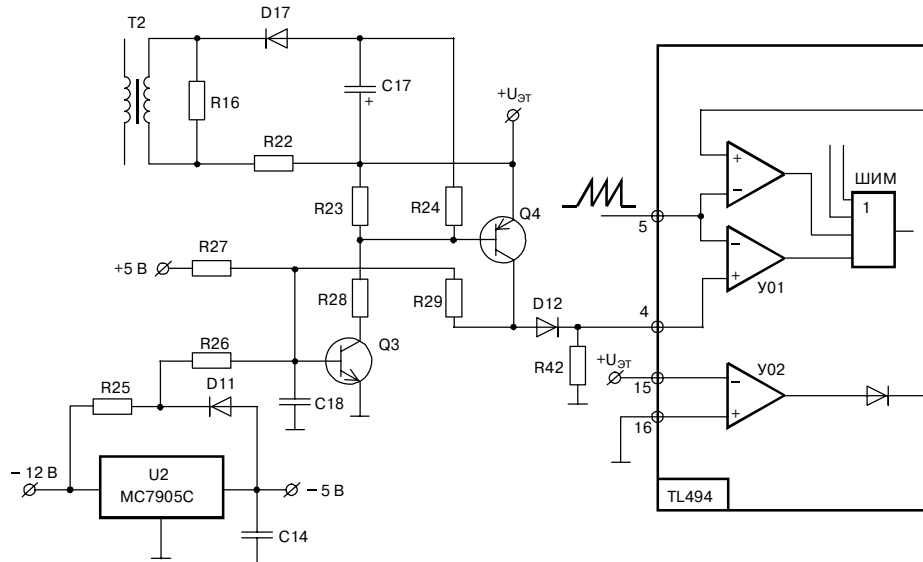 T2
D17
R16
C17
+UЭТ
R22
R23
R24
Q4
ШИМ
1
5
R27
+5 В
R28
R29
D12
4
У01
Q3
R26
R42
+UЭТ
15
У02
R25
D11
C18
16
– 12 В
U2
MC7905C
– 5 В
TL494
C14
+
–
–
+
–
+
+